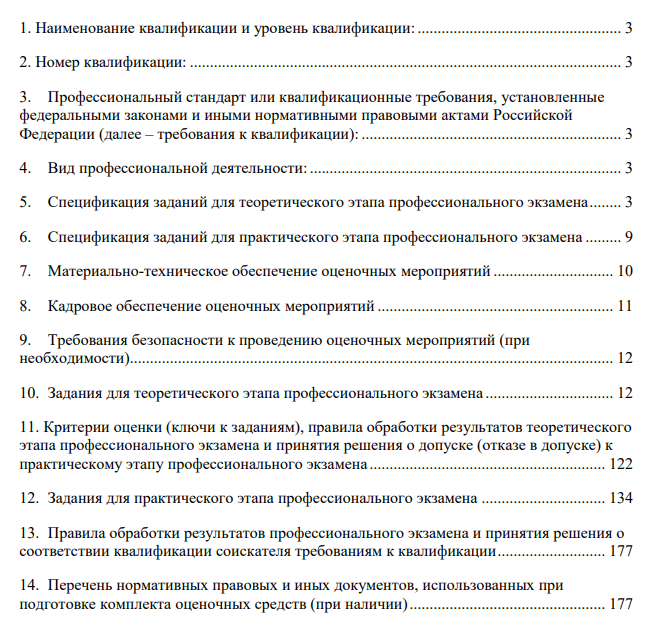 1. Наименование квалификации и уровень квалификации: ................................................... 3
2. Номер квалификации: ............................................................................................................ 3
3. Профессиональный стандарт или квалификационные требования, установленные
федеральными законами и иными нормативными правовыми актами Российской
Федерации (далее – требования к квалификации): ................................................................. 3
4. Вид профессиональной деятельности: .............................................................................. 3
5. Спецификация заданий для теоретического этапа профессионального экзамена........ 3
6. Спецификация заданий для практического этапа профессионального экзамена ......... 9
7. Материально-техническое обеспечение оценочных мероприятий .............................. 10
8. Кадровое обеспечение оценочных мероприятий ........................................................... 11
9. Требования безопасности к проведению оценочных мероприятий (при
необходимости)......................................................................................................................... 12
10. Задания для теоретического этапа профессионального экзамена ................................ 12
11. Критерии оценки (ключи к заданиям), правила обработки результатов теоретического
этапа профессионального экзамена и принятия решения о допуске (отказе в допуске) к
практическому этапу профессионального экзамена ........................................................... 122
12. Задания для практического этапа профессионального экзамена ............................... 134
13. Правила обработки результатов профессионального экзамена и принятия решения о
соответствии квалификации соискателя требованиям к квалификации ........................... 177
14. Перечень нормативных правовых и иных документов, использованных при
подготовке комплекта оценочных средств (при наличии) ................................................. 177